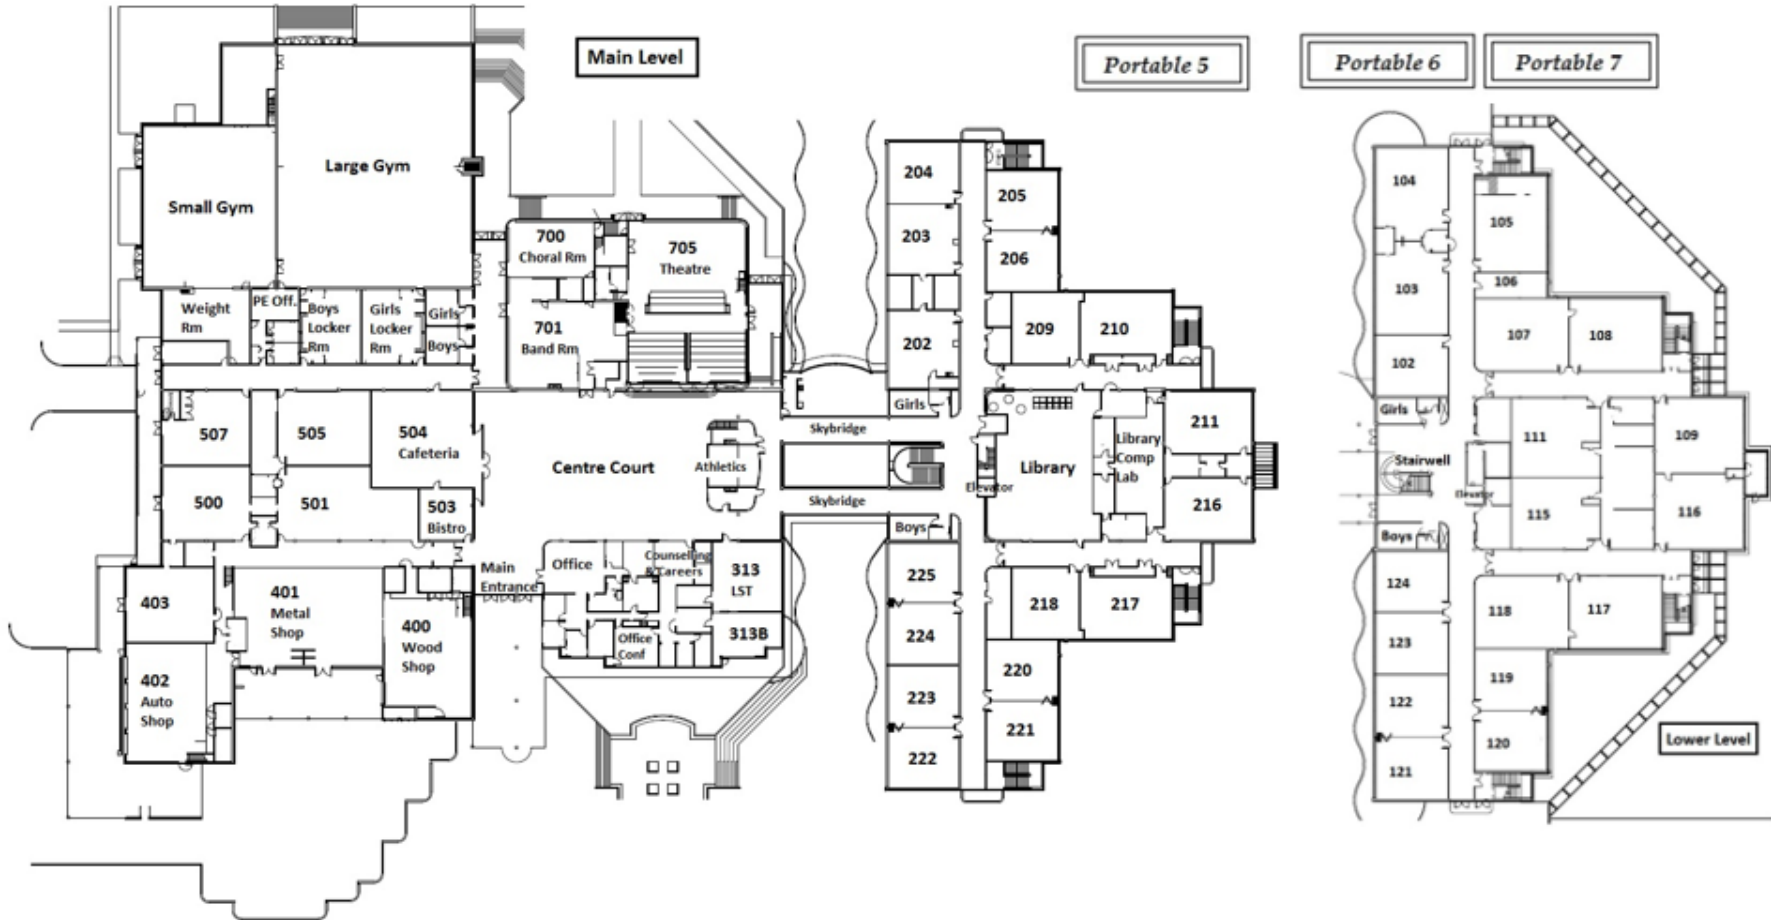 Main Level
Portable 5
Portable 6
Portable 7
Large Gym
Small Gym
Weight
Rm
PE Off.
Boys
Locker
Rm
Girls
Locker
Rm
Girls
Boys
700
Choral Rm
705
Theatre
701
Band Rm
507
505
504
Cafeteria
500
501
503
Bistro
Centre Court
Athletics
Skybridge
Skybridge
Main
Entrance
Office
Counselling
& Careers
313
LST
313B
Office
Conf
403
401
Metal
Shop
400
Wood
Shop
402
Auto
Shop
204
203
202
Girls
205
206
209
210
Elevator
Library
Library
Comp
Lab
211
216
Boys
225
224
223
222
218
217
220
221
104
103
102
Girls
105
106
107
108
111
109
Stairwell
Elevator
115
116
Boys
124
123
122
121
118
117
119
120
Lower Level